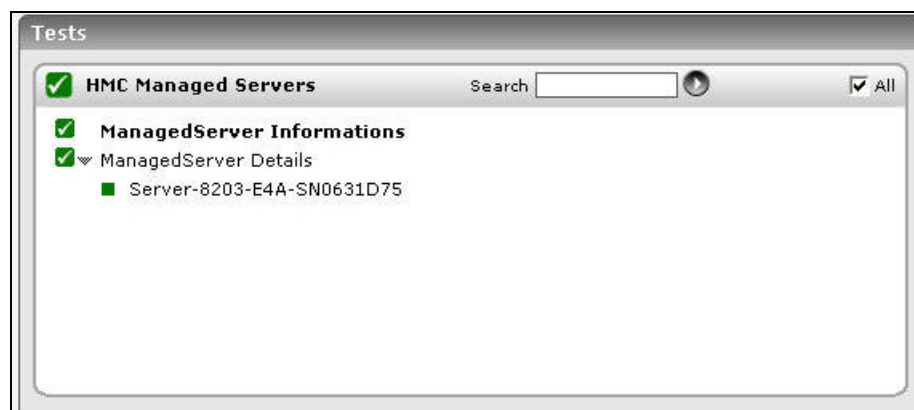 Tests
HMC Managed Servers Search All
ManagedServer Informations
ManagedServer Details
Server-8203-E4A-SN0631D75